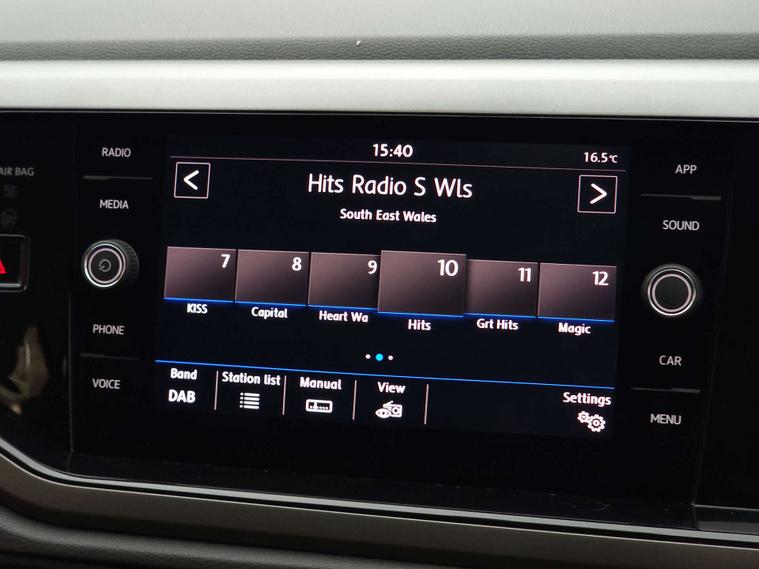 15:40
16.5°C
Hits Radio S Wls
South East Wales
7 8 9 10 11 12
KISS Capital Heart Wa Hits Grt Hits Magic
Band Station list Manual View Settings
DAB
AIR BAG
RADIO
MEDIA
PHONE
VOICE
APP
SOUND
CAR
MENU